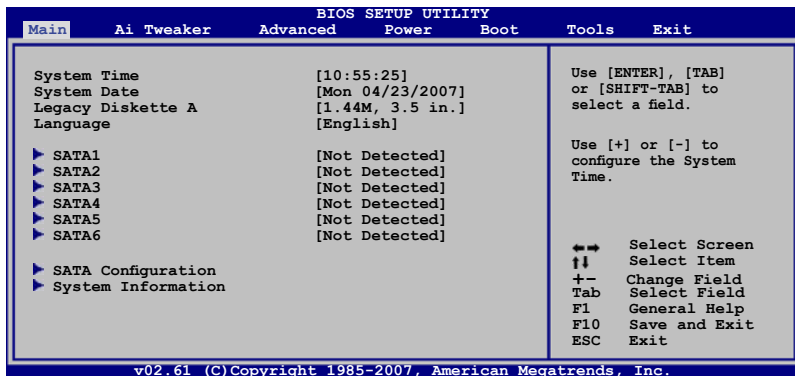 BIOS SETUP UTILITY
Main Ai Tweaker Advanced Power Boot Tools Exit
System Time [10:55:25]
System Date [Mon 04/23/2007]
Legacy Diskette A [1.44M, 3.5 in.]
Language [English]
SATA1 [Not Detected]
SATA2 [Not Detected]
SATA3 [Not Detected]
SATA4 [Not Detected]
SATA5 [Not Detected]
SATA6 [Not Detected]
SATA Configuration
System Information
Use [ENTER], [TAB]
or [SHIFT-TAB] to
select a field.
Use [+] or [-] to
configure the System
Time.
←→ Select Screen
↑↓ Select Item
+- Change Field
Tab Select Field
F1 General Help
F10 Save and Exit
ESC Exit
v02.61 (C)Copyright 1985-2007, American Megatrends, Inc.